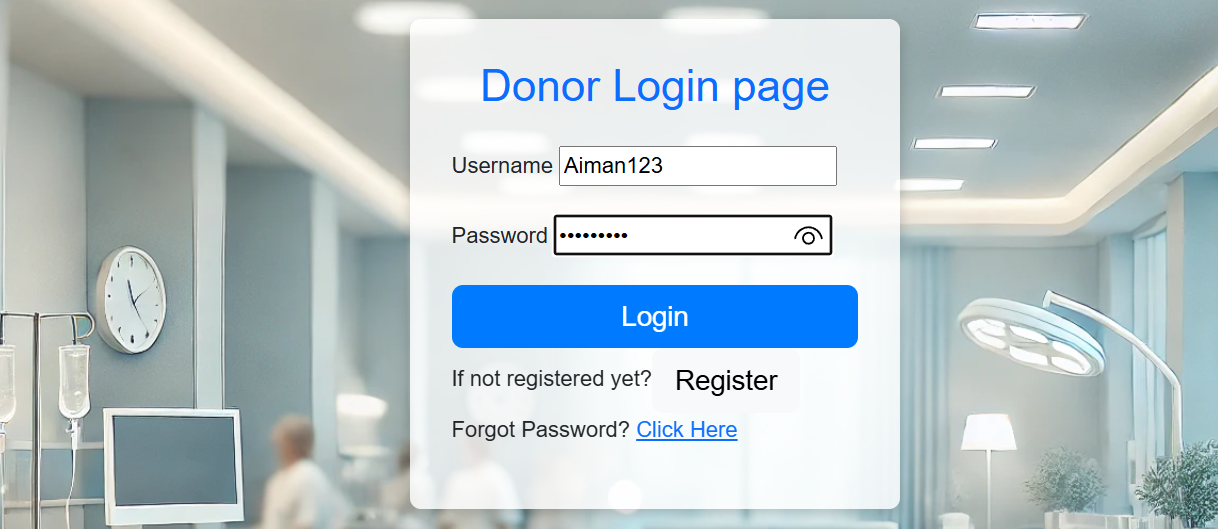 Donor Login page
Username Aiman123
Password •••••••••
Login
If not registered yet? Register
Forgot Password? Click Here